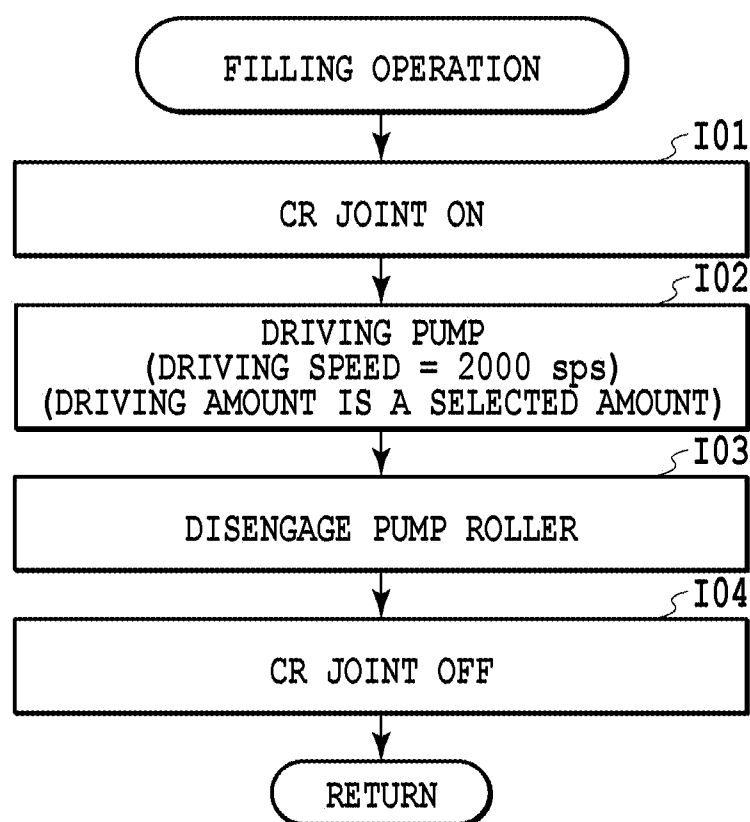 FILLING OPERATION
I01
CR JOINT ON
I02
DRIVING PUMP
(DRIVING SPEED = 2000 sps)
(DRIVING AMOUNT IS A SELECTED AMOUNT)
I03
DISENGAGE PUMP ROLLER
I04
CR JOINT OFF
RETURN